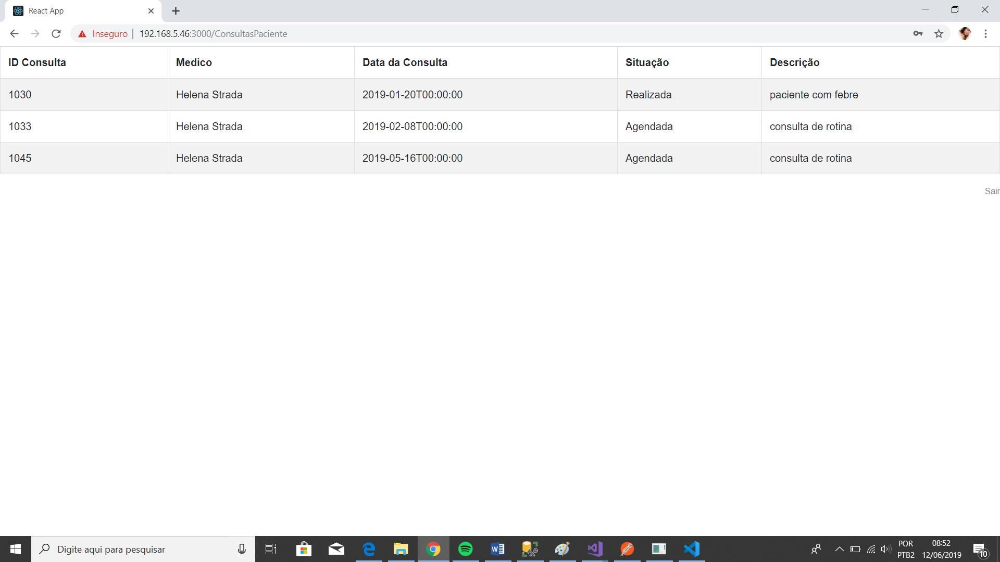 React App
Inseguro | 192.168.5.46:3000/ConsultasPaciente
ID Consulta Medico Data da Consulta Situação Descrição
1030 Helena Strada 2019-01-20T00:00:00 Realizada paciente com febre
1033 Helena Strada 2019-02-08T00:00:00 Agendada consulta de rotina
1045 Helena Strada 2019-05-16T00:00:00 Agendada consulta de rotina
Sair
Digite aqui para pesquisar
POR 08:52
PTB2 12/06/2019 10